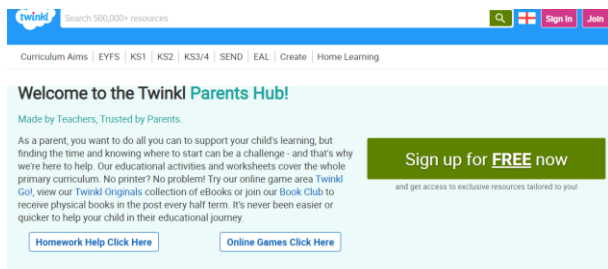 twinkl
Search 500,000+ resources
Sign In
Join
Curriculum Aims | EYFS | KS1 | KS2 | KS3/4 | SEND | EAL | Create | Home Learning
Welcome to the Twinkl Parents Hub!
Made by Teachers, Trusted by Parents.
As a parent, you want to do all you can to support your child's learning, but
finding the time and knowing where to start can be a challenge - and that's why
we're here to help. Our educational activities and worksheets cover the whole
primary curriculum. No printer? No problem! Try our online game area Twinkl
Go!, view our Twinkl Originals collection of eBooks or join our Book Club to
receive physical books in the post every half term. It's never been easier or
quicker to help your child in their educational journey.
Homework Help Click Here
Online Games Click Here
Sign up for FREE now
and get access to exclusive resources tailored to you!